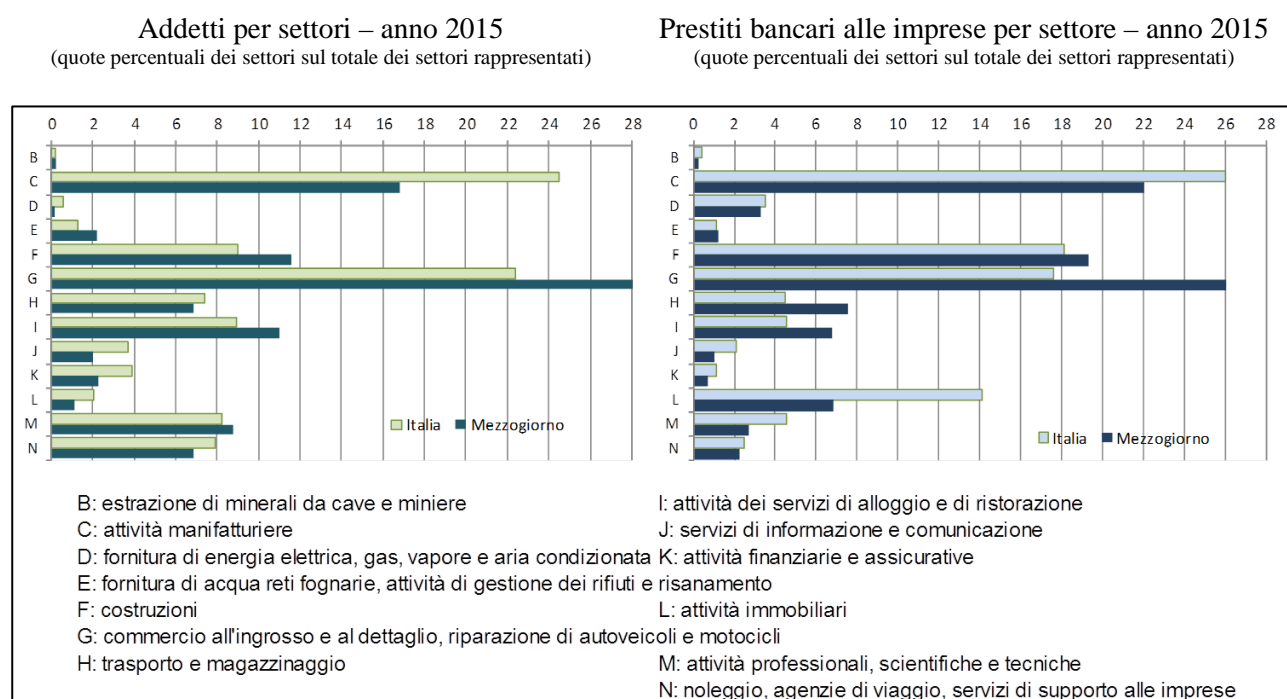 Addetti per settori – anno 2015
(quote percentuali dei settori sul totale dei settori rappresentati)
Prestiti bancari alle imprese per settore – anno 2015
(quote percentuali dei settori sul totale dei settori rappresentati)
0 2 4 6 8 10 12 14 16 18 20 22 24 26 28
B
C
D
E
F
G
H
I
J
K
L
M
N
Italia Mezzogiorno
0 2 4 6 8 10 12 14 16 18 20 22 24 26 28
B
C
D
E
F
G
H
I
J
K
L
M
N
Italia Mezzogiorno
B: estrazione di minerali da cave e miniere
C: attività manifatturiere
D: fornitura di energia elettrica, gas, vapore e aria condizionata
E: fornitura di acqua reti fognarie, attività di gestione dei rifiuti e risanamento
F: costruzioni
G: commercio all'ingrosso e al dettaglio, riparazione di autoveicoli e motocicli
H: trasporto e magazzinaggio
I: attività dei servizi di alloggio e di ristorazione
J: servizi di informazione e comunicazione
K: attività finanziarie e assicurative
L: attività immobiliari
M: attività professionali, scientifiche e tecniche
N: noleggio, agenzie di viaggio, servizi di supporto alle imprese